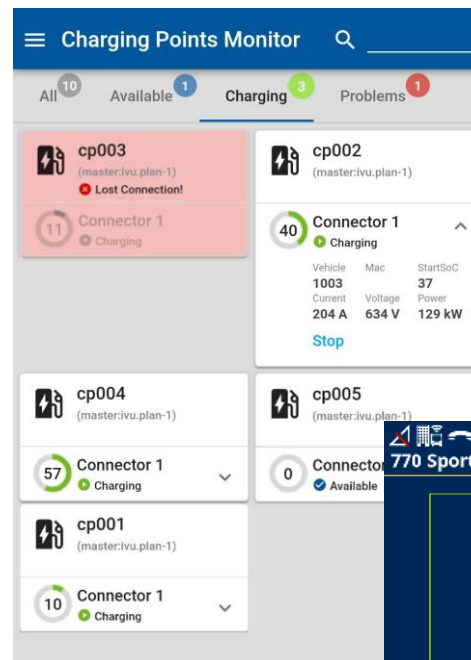 Charging Points Monitor
All 10 Available 1 Charging 3 Problems 1
cp003
(master:ivu.plan-1)
Lost Connection!
11 Connector 1
Charging
cp002
(master:ivu.plan-1)
40 Connector 1
Charging
Vehicle Mac StartSoC
1003 37
Current Voltage Power
204 A 634 V 129 kW
Stop
cp004
(master:ivu.plan-1)
57 Connector 1
Charging
cp005
(master:ivu.plan-1)
0 Connector
Available
cp001
(master:ivu.plan-1)
10 Connector 1
Charging
770 Sport